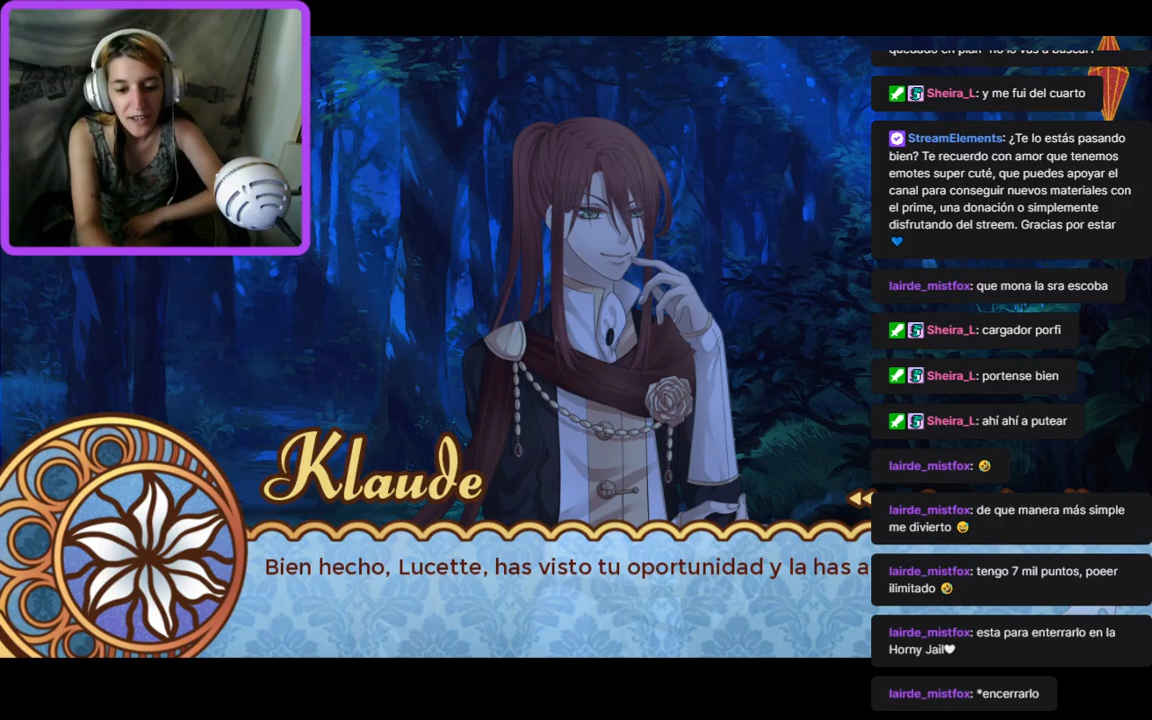 Klaude
Bien hecho, Lucette, has visto tu oportunidad y la has a
quedado en plan "no lo vas a buscar?"
Sheira_L: y me fui del cuarto
StreamElements: ¿Te lo estás pasando
bien? Te recuerdo con amor que tenemos
emotes super cuté, que puedes apoyar el
canal para conseguir nuevos materiales con
el prime, una donación o simplemente
disfrutando del streem. Gracias por estar
💙
lairde_mistfox: que mona la sra escoba
Sheira_L: cargador porfi
Sheira_L: portense bien
Sheira_L: ahí ahí a putear
lairde_mistfox: 🤣
lairde_mistfox: de que manera más simple
me divierto 😅
lairde_mistfox: tengo 7 mil puntos, poeer
ilimitado 🤣
lairde_mistfox: esta para enterrarlo en la
Horny Jail🤍
lairde_mistfox: *encerrarlo